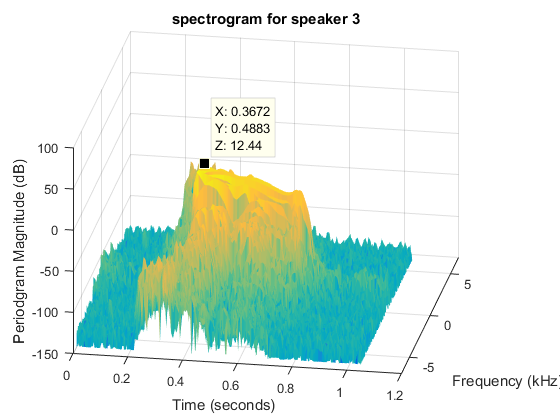 spectrogram for speaker 3
X: 0.3672
Y: 0.4883
Z: 12.44
100
50
0
-50
-100
-150
Periodgram Magnitude (dB)
0
0.2
0.4
0.6
0.8
1
1.2
Time (seconds)
5
0
-5
Frequency (kHz)